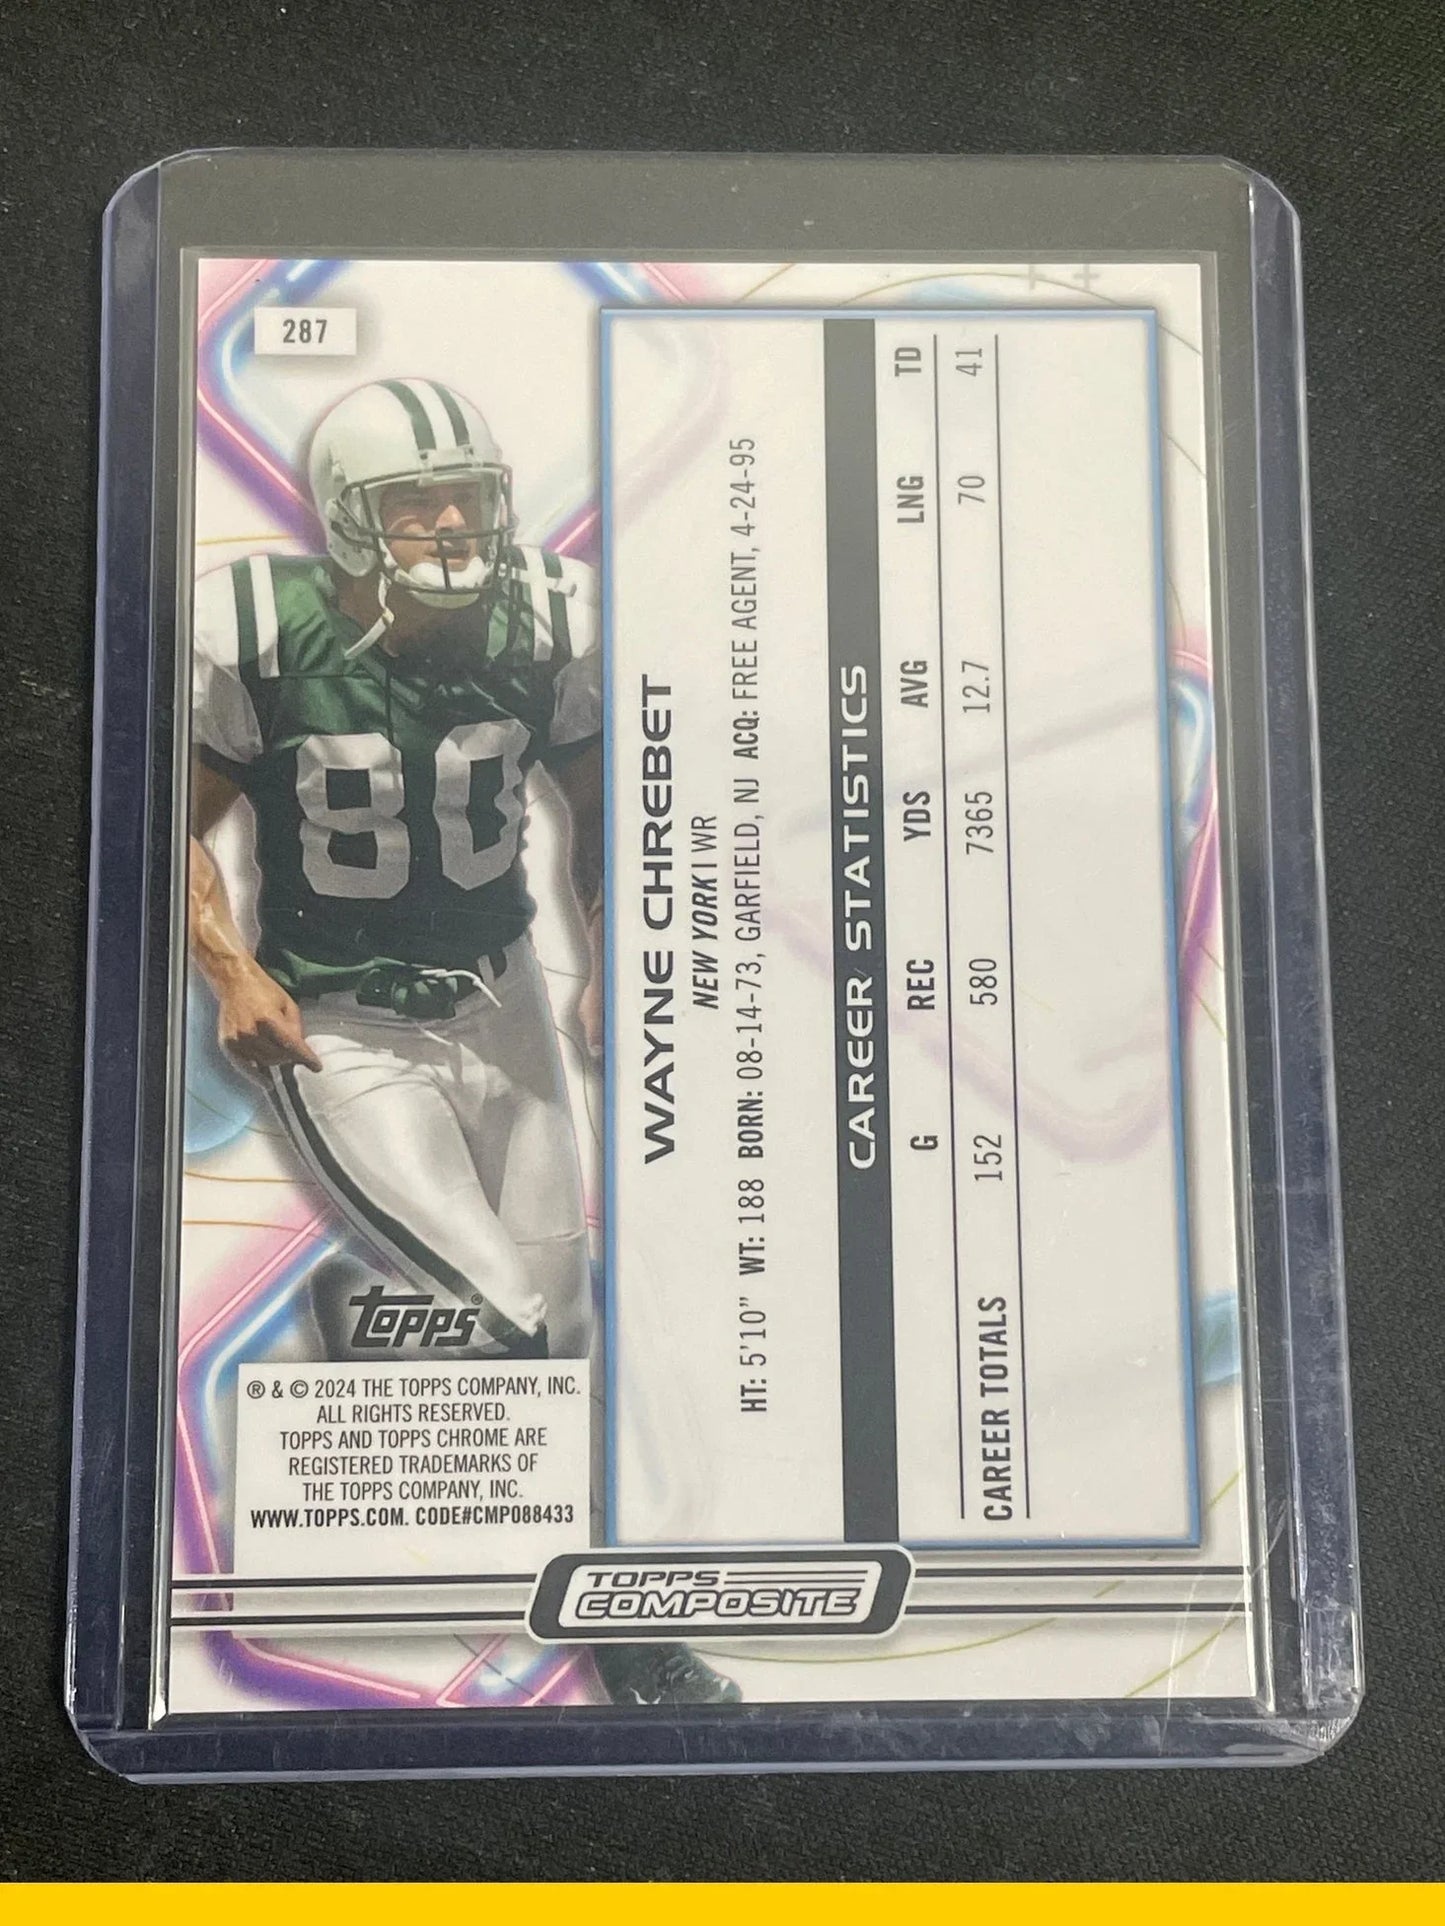 287
WAYNE CHREBET
NEW YORK | WR
HT: 5'10" WT: 188 BORN: 08-14-73, GARFIELD, NJ ACQ: FREE AGENT, 4-24-95
CAREER STATISTICS
G REC YDS AVG LNG TD
CAREER TOTALS 152 580 7365 12.7 70 41
80
TOPPS®
® & © 2024 THE TOPPS COMPANY, INC.
ALL RIGHTS RESERVED.
TOPPS AND TOPPS CHROME ARE
REGISTERED TRADEMARKS OF
THE TOPPS COMPANY, INC.
WWW.TOPPS.COM. CODE#CMP088433
TOPPS
COMPOSITE